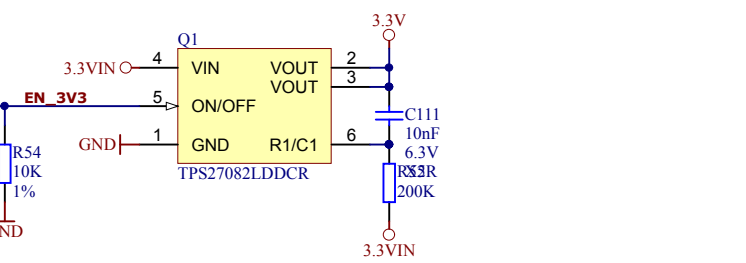 3.3V
Q1
3.3VIN
4
VIN
VOUT
2
VOUT
3
EN_3V3
5
ON/OFF
C111
10nF
6.3V
GND
1
GND
R1/C1
6
R54
10K
1%
TPS27082LDDCR
200K
ND
3.3VIN